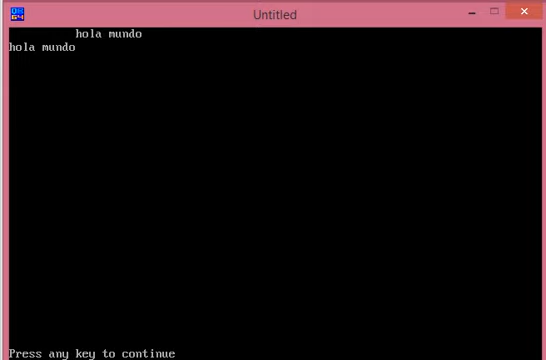 Untitled
hola mundo
hola mundo
Press any key to continue